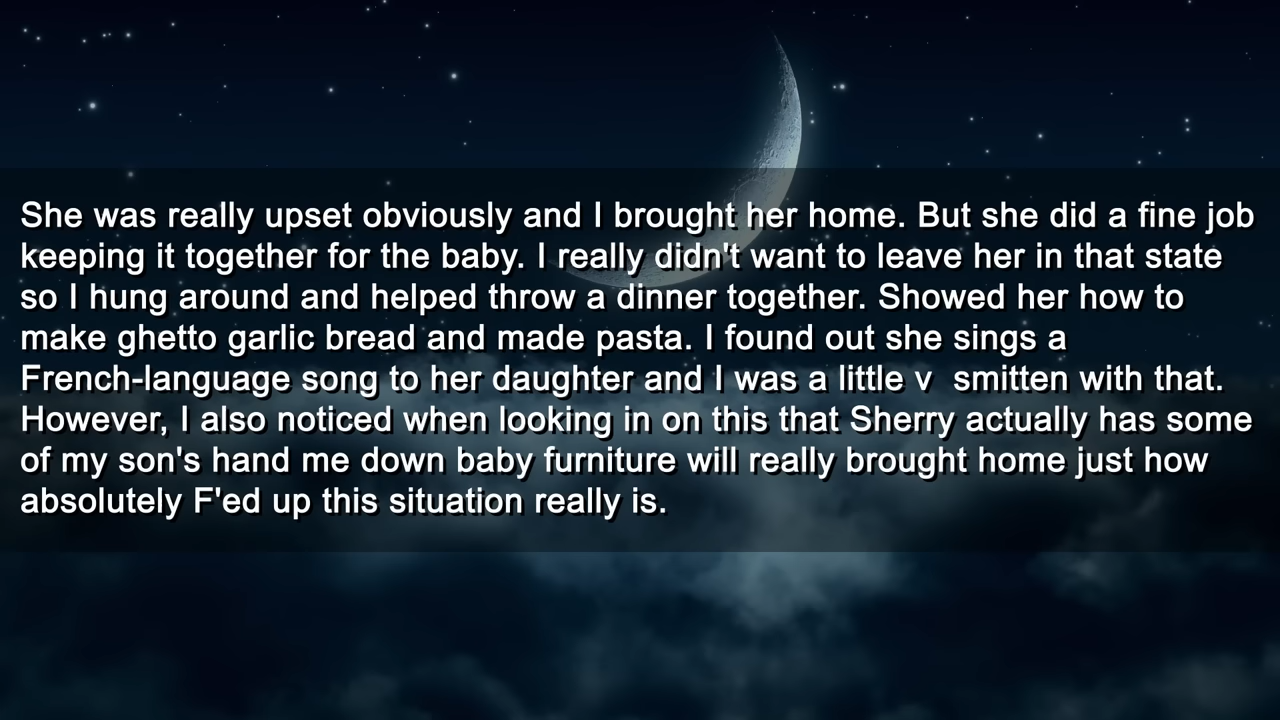 She was really upset obviously and I brought her home. But she did a fine job
keeping it together for the baby. I really didn't want to leave her in that state
so I hung around and helped throw a dinner together. Showed her how to
make ghetto garlic bread and made pasta. I found out she sings a
French-language song to her daughter and I was a little v  smitten with that.
However, I also noticed when looking in on this that Sherry actually has some
of my son's hand me down baby furniture will really brought home just how
absolutely F'ed up this situation really is.